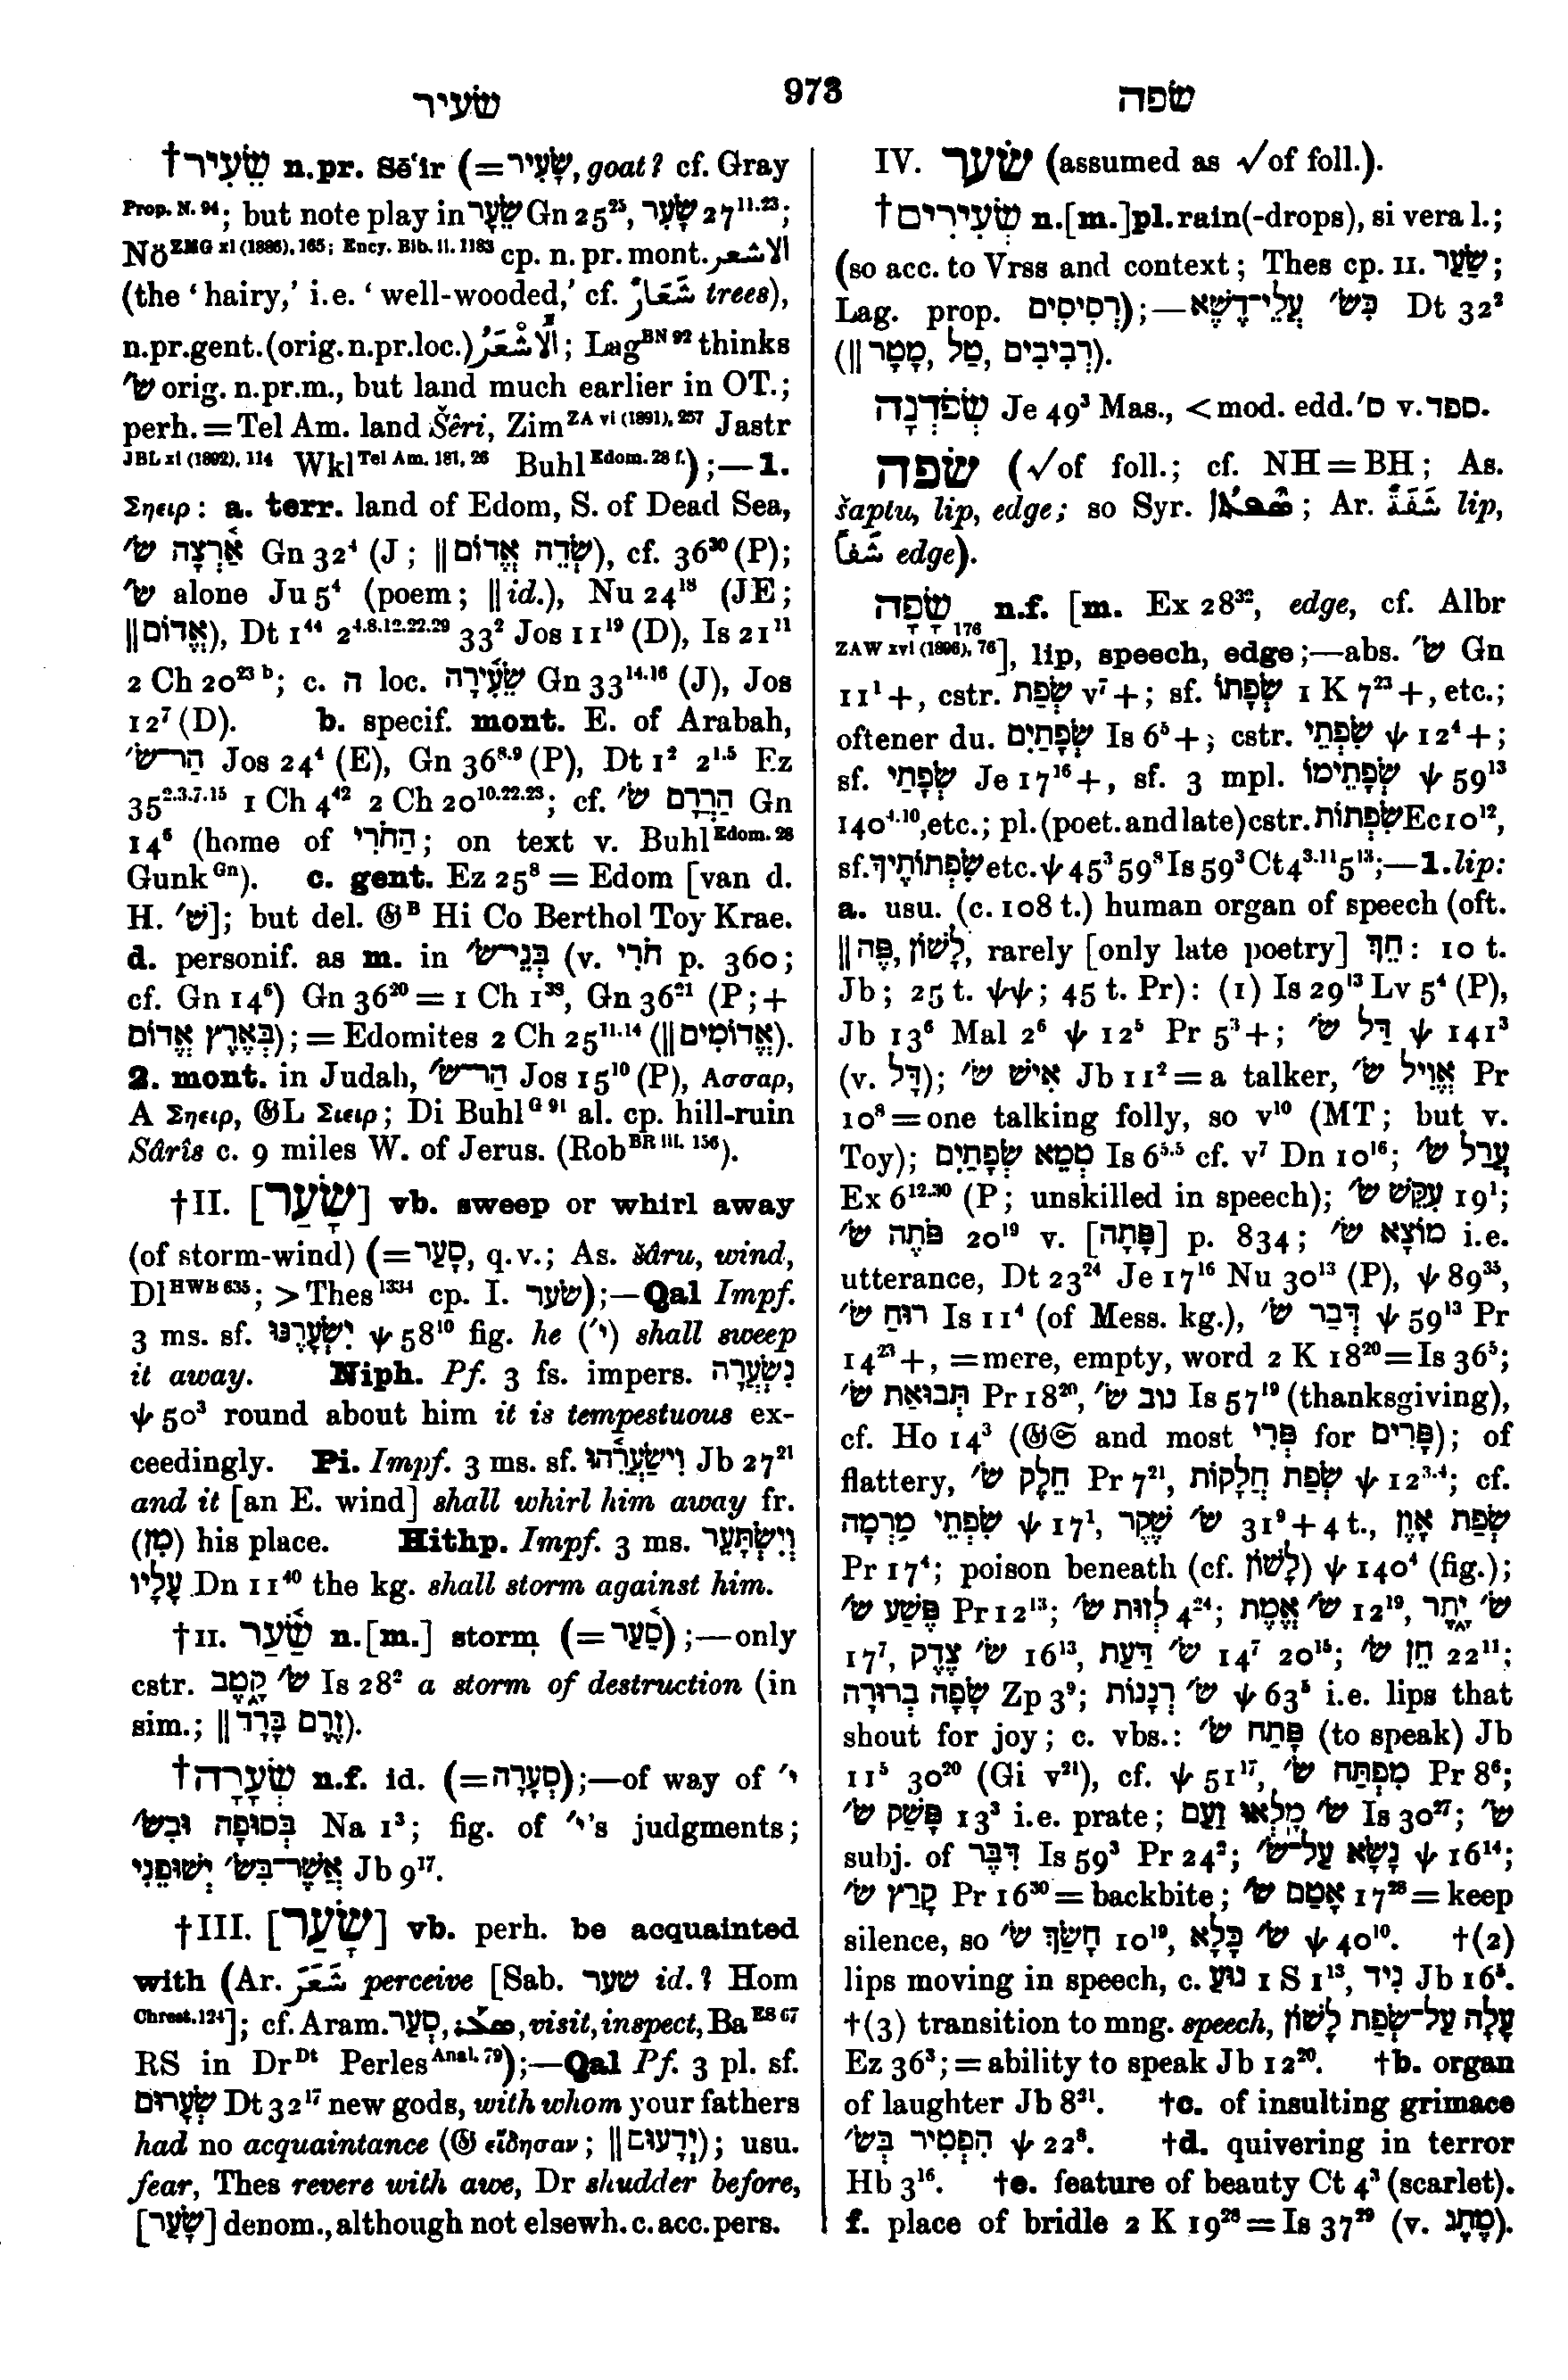 שׂעיר
973
שׂפה
†שֵׂעִיר n.pr. Sē‘īr (=שָׂעִיר, goat? cf. Gray
Prop. N. 94; but note play in שֵׂעָר Gn 25²⁵, שָׂעִר 27¹¹·²³;
Nö ZMG xl (1886), 165; Ency. Bib. ii. 1183 cp. n. pr. mont. الاشعر
(the ‘hairy,’ i.e. ‘well-wooded,’ cf. شَعَارٌ trees),
n.pr.gent. (orig. n.pr.loc.) الأَشْعَرُ; Lag BN 92 thinks
שׂ׳ orig. n.pr.m., but land much earlier in OT.;
perh. = Tel Am. land Šêri, Zim ZA vi (1891), 257 Jastr
JBL xi (1892), 114 Wkl Tel Am. 181, 26 Buhl Edom. 28 f.);—1.
Σηειρ: a. terr. land of Edom, S. of Dead Sea,
אַ֫רְצָה שׂ׳ Gn 32⁴ (J; ‖ שְׂדֵה אֱדוֹם), cf. 36³⁰ (P);
שׂ׳ alone Ju 5⁴ (poem; ‖ id.), Nu 24¹⁸ (JE;
‖ אֱדוֹם), Dt 1⁴⁴ 2⁴·⁸·¹²·²²·²⁹ 33² Jos 11¹⁹ (D), Is 21¹¹
2 Ch 20²³ᵇ; c. ה loc. שֵׂעִ֫ירָה Gn 33¹⁴·¹⁶ (J), Jos
12⁷ (D). b. specif. mont. E. of Arabah,
הַר־שׂ׳ Jos 24⁴ (E), Gn 36⁸·⁹ (P), Dt 1² 2¹·⁵ Ez
35²·³·⁷·¹⁵ 1 Ch 4⁴² 2 Ch 20¹⁰·²²·²³; cf. הַרֲרָם שׂ׳ Gn
14⁶ (home of הַחֹרִי; on text v. Buhl Edom. 28
Gunk Gn). c. gent. Ez 25⁸ = Edom [van d.
H. שׁ׳]; but del. 𝔊ᴮ Hi Co Berthol Toy Krae.
d. personif. as m. in בְּנֵי־שׂ׳ (v. חֹרִי p. 360;
cf. Gn 14⁶) Gn 36²⁰ = 1 Ch 1³⁸, Gn 36²¹ (P; +
בְּאֶרֶץ אֱדוֹם); = Edomites 2 Ch 25¹¹·¹⁴ (‖ אֱדוֹמִים).
2. mont. in Judah, הַר־שׂ׳ Jos 15¹⁰ (P), Ασσαρ,
A Σηειρ, 𝔊L Σιειρ; Di Buhl G 91 al. cp. hill-ruin
Sârîs c. 9 miles W. of Jerus. (Rob BR iii. 156).
†II. [שָׂעַר] vb. sweep or whirl away
(of storm-wind) (= סָעַר, q.v.; As. šâru, wind,
Dl HWB 635; > Thes 1334 cp. I. שׂער);—Qal Impf.
3 ms. sf. יִשְׂעָרֶנּוּ ψ 58¹⁰ fig. he (י׳) shall sweep
it away. Niph. Pf. 3 fs. impers. נִשְׂעֲרָה
ψ 50³ round about him it is tempestuous ex-
ceedingly. Pi. Impf. 3 ms. sf. וִישָׂעֲרֵ֫הוּ Jb 27²¹
and it [an E. wind] shall whirl him away fr.
(מִן) his place. Hithp. Impf. 3 ms. וְיִשְׂתָּעֵר
עָלָיו Dn 11⁴⁰ the kg. shall storm against him.
†II. שַׂ֫עַר n.[m.] storm (= סַ֫עַר);—only
cstr. שׂ׳ קָטֶב Is 28² a storm of destruction (in
sim.; ‖ זֶרֶם בָּרָד).
†שְׂעָרָה n.f. id. (= סְעָרָה);—of way of י׳
בְּסוּפָה וּבִשׂ׳ Na 1³; fig. of י׳'s judgments;
אֲשֶׁר־בִּשׂ׳ יְשׁוּפֵנִי Jb 9¹⁷.
†III. [שָׂעַר] vb. perh. be acquainted
with (Ar. شَعَرَ perceive [Sab. שער id.? Hom
Chrest. 124]; cf. Aram. סְעַר, ܣܥܪ, visit, inspect, Ba ES 67
RS in Dr Dt Perles Anal. 79);—Qal Pf. 3 pl. sf.
שְׂעָרוּם Dt 32¹⁷ new gods, with whom your fathers
had no acquaintance (𝔊 εἴδησαν; ‖ יְדָעוּם); usu.
fear, Thes revere with awe, Dr shudder before,
[שָׂעַר] denom., although not elsewh. c. acc. pers.
IV. שׂער (assumed as √of foll.).
†שְׂעִירִים n.[m.]pl. rain(-drops), si vera l.;
(so acc. to Vrss and context; Thes cp. II. שַׂעַר;
Lag. prop. רְסִיסִים);—כִּשׂ׳ עֲלֵי־דֶשֶׁא Dt 32²
(‖ מָטָר, טַל, רְבִיבִים).
שְׂפֹדְנָה Je 49³ Mas., < mod. edd. ס׳ v. ספד.
שׂפה (√of foll.; cf. NH = BH; As.
šaptu, lip, edge; so Syr. ܣܦܬܐ; Ar. شَفَةٌ lip,
شَفاً edge).
שָׂפָה 176 n.f. [m. Ex 28³², edge, cf. Albr
ZAW xvi (1896), 76], lip, speech, edge;—abs. שׂ׳ Gn
11¹+, cstr. שְׂפַת v⁷+; sf. שְׂפָתוֹ 1 K 7²³+, etc.;
oftener du. שְׂפָתַיִם Is 6⁵+; cstr. שִׂפְתֵי ψ 12⁴+;
sf. שְׂפָתַי Je 17¹⁶+, sf. 3 mpl. שְׂפָתֵימוֹ ψ 59¹³
140⁴·¹⁰, etc.; pl. (poet. and late) cstr. שִׂפְתוֹת Ec 10¹²,
sf. שִׂפְתוֹתֶיךָ etc. ψ 45³ 59⁸ Is 59³ Ct 4³·¹¹ 5¹³;—1. lip:
a. usu. (c. 108 t.) human organ of speech (oft.
‖ פֶּה, לָשׁוֹן, rarely [only late poetry] חֵךְ: 10 t.
Jb; 25 t. ψψ; 45 t. Pr): (1) Is 29¹³ Lv 5⁴ (P),
Jb 13⁶ Mal 2⁶ ψ 12⁵ Pr 5³+; דַּל שׂ׳ ψ 141³
(v. דָּל); אִישׁ שׂ׳ Jb 11² = a talker, אֱוִיל שׂ׳ Pr
10⁸ = one talking folly, so v¹⁰ (MT; but v.
Toy); טְמֵא שְׂפָתַיִם Is 6⁵·⁵ cf. v⁷ Dn 10¹⁶; עֲרַל שׂ׳
Ex 6¹²·³⁰ (P; unskilled in speech); עִקֵּשׁ שׂ׳ 19¹;
פֹּתֶה שׂ׳ 20¹⁹ v. [פָּתָה] p. 834; מוֹצָא שׂ׳ i.e.
utterance, Dt 23²⁴ Je 17¹⁶ Nu 30¹³ (P), ψ 89³⁵,
רוּחַ שׂ׳ Is 11⁴ (of Mess. kg.), דְּבַר שׂ׳ ψ 59¹³ Pr
14²³+, = mere, empty, word 2 K 18²⁰ = Is 36⁵;
תְּבוּאַת שׂ׳ Pr 18²⁰, נוּב שׂ׳ Is 57¹⁹ (thanksgiving),
cf. Ho 14³ (𝔊𝔖 and most פְּרִי for פָּרִים); of
flattery, חֵלֶק שׂ׳ Pr 7²¹, שְׂפַת חֲלָקוֹת ψ 12³·⁴; cf.
שִׂפְתֵי מִרְמָה ψ 17¹, שׂ׳ שֶׁקֶר 31⁹ + 4 t., שְׂפַת אָוֶן
Pr 17⁴; poison beneath (cf. לָשׁוֹן) ψ 140⁴ (fig.);
פֶּשַׁע שׂ׳ Pr 12¹³; לְזוּת שׂ׳ 4²⁴; שׂ׳ אֱמֶת 12¹⁹, שׂ׳ יָתֶר
17⁷, שׂ׳ צֶדֶק 16¹³, שׂ׳ דַּעַת 14⁷ 20¹⁵; חֵן שׂ׳ 22¹¹;
שָׂפָה בְרוּרָה Zp 3⁹; שׂ׳ רְנָנוֹת ψ 63⁵ i.e. lips that
shout for joy; c. vbs.: פָּתַח שׂ׳ (to speak) Jb
11⁵ 30²⁰ (Gi v²¹), cf. ψ 51¹⁷, מִפְתַּח שׂ׳ Pr 8⁶;
פָּשַׂק שׂ׳ 13³ i.e. prate; שׂ׳ מָלְאוּ זַעַם Is 30²⁷; שׂ׳
subj. of דִּבֶּר Is 59³ Pr 24²; נָשָׂא עַל־שׂ׳ ψ 16¹⁴;
קָרַץ שׂ׳ Pr 16³⁰ = backbite; אָטַם שׂ׳ 17²⁸ = keep
silence, so חָשַׂךְ שׂ׳ 10¹⁹, כָּלָא שׂ׳ ψ 40¹⁰. †(2)
lips moving in speech, c. נוּעַ 1 S 1¹³, נִיד Jb 16⁵.
†(3) transition to mng. speech, עָלָה עַל־שְׂפַת לָשׁוֹן
Ez 36³; = ability to speak Jb 12²⁰. †b. organ
of laughter Jb 8²¹. †c. of insulting grimace
הִפְטִיר בְּשׂ׳ ψ 22⁸. †d. quivering in terror
Hb 3¹⁶. †e. feature of beauty Ct 4³ (scarlet).
f. place of bridle 2 K 19²⁸ = Is 37²⁹ (v. מֶתֶג).